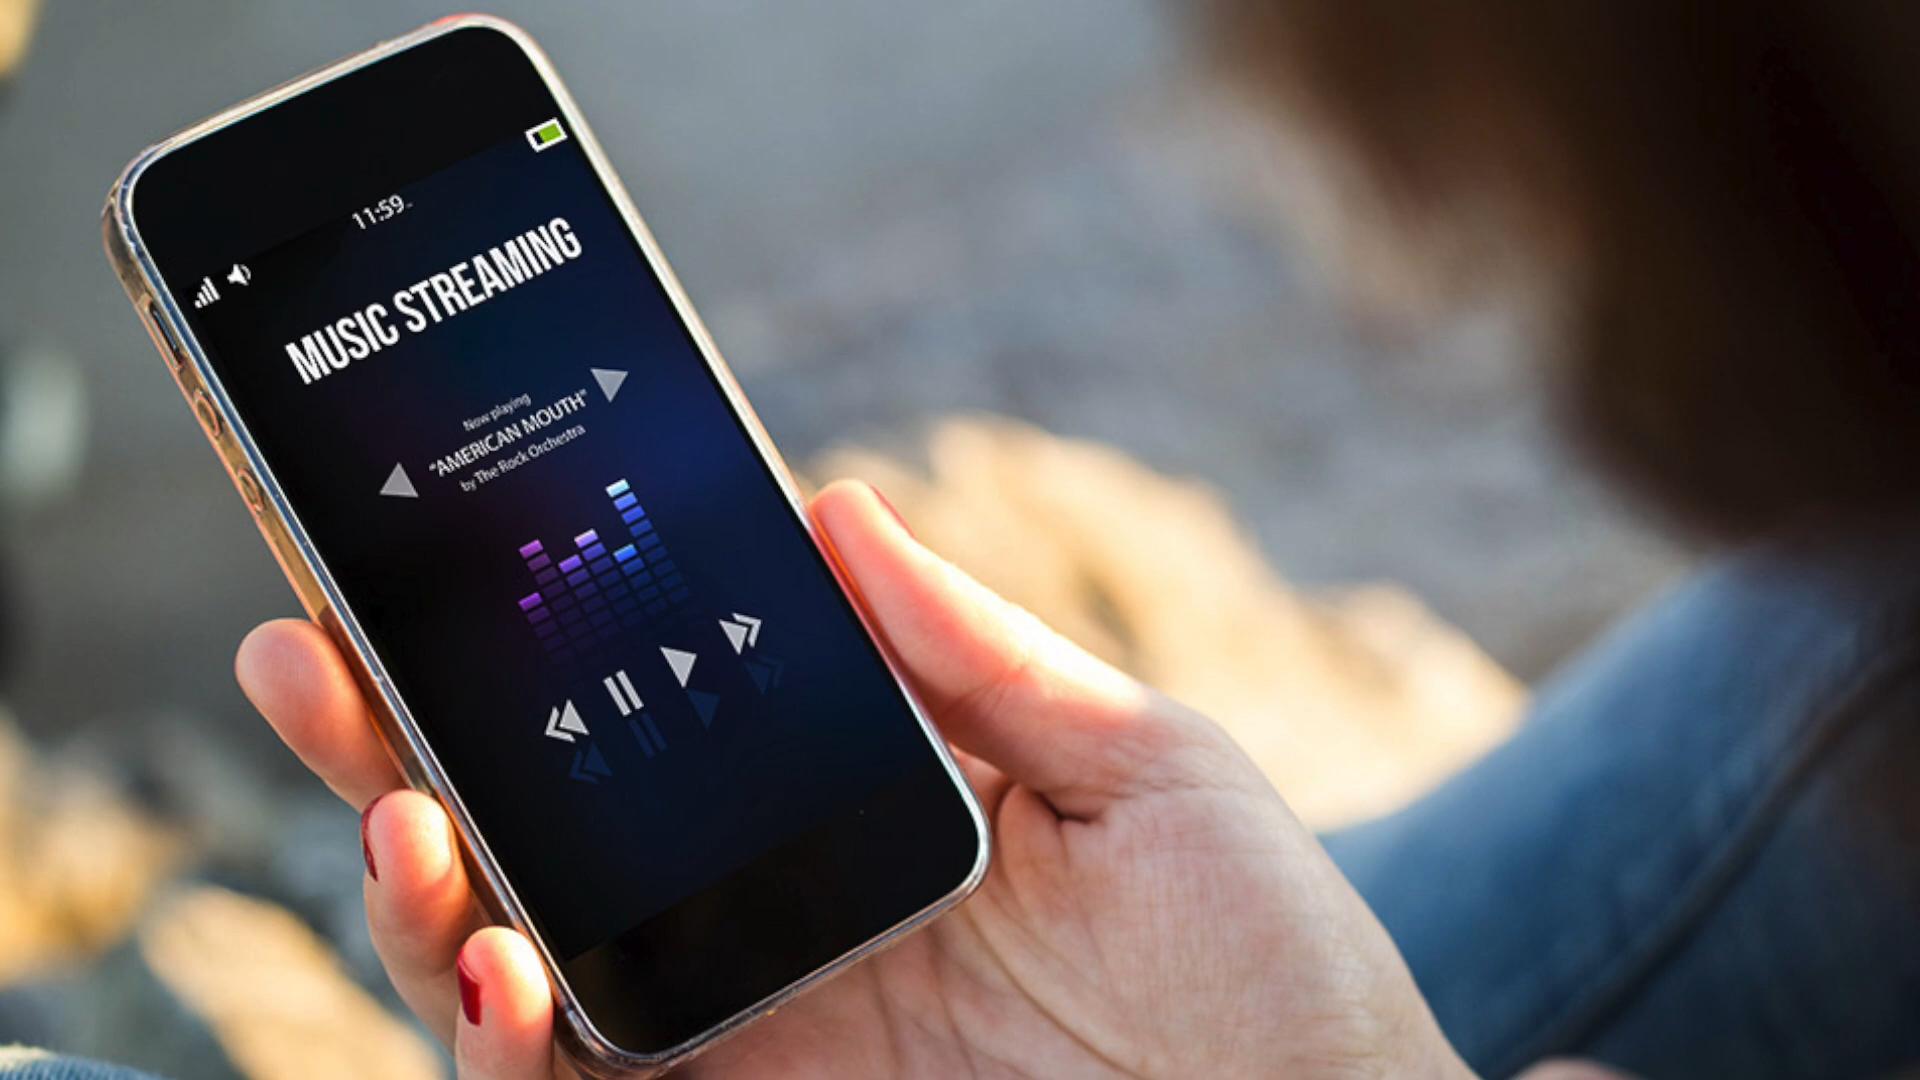 11:59
MUSIC STREAMING
Now playing
"AMERICAN MOUTH"
by The Rock Orchestra